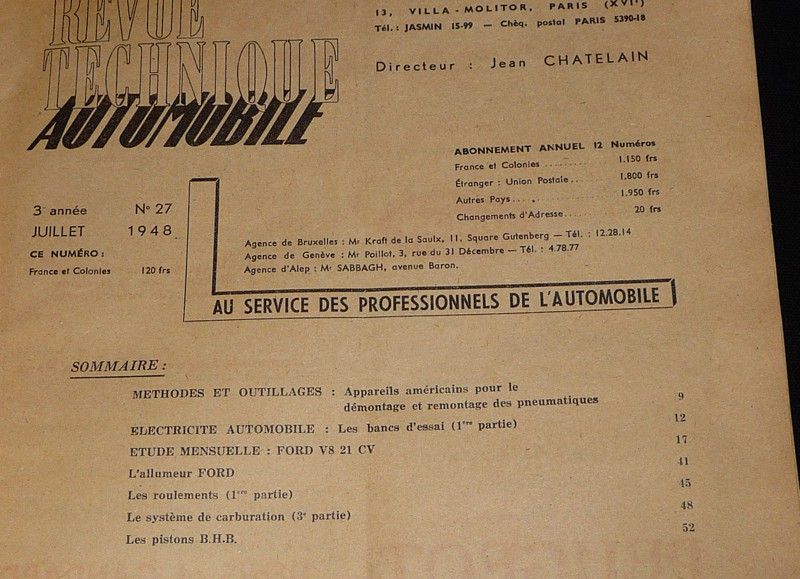 REVUE
TECHNIQUE
AUTOMOBILE
13, VILLA - MOLITOR, PARIS (XVIe)
Tél. : JASMIN 15-99 — Chèq. postal PARIS 5390-18
Directeur : Jean CHATELAIN
3e année N° 27
JUILLET 1948
CE NUMÉRO :
France et Colonies 120 frs
ABONNEMENT ANNUEL 12 Numéros
France et Colonies ........... 1.150 frs
Étranger : Union Postale... 1.800 frs
Autres Pays.... 1.950 frs
Changements d'Adresse..... 20 frs
Agence de Bruxelles : Mr Kraft de la Saulx, 11, Square Gutenberg — Tél. : 12.28.14
Agence de Genève : Mr Poillot, 3, rue du 31 Décembre — Tél. : 4.78.77
Agence d'Alep : Mr SABBAGH, avenue Baron.
AU SERVICE DES PROFESSIONNELS DE L'AUTOMOBILE
SOMMAIRE :
METHODES ET OUTILLAGES : Appareils américains pour le
démontage et remontage des pneumatiques 9
ELECTRICITE AUTOMOBILE : Les bancs d'essai (1ère partie) 12
ETUDE MENSUELLE : FORD V8 21 CV 17
L'allumeur FORD 41
Les roulements (1ère partie) 45
Le système de carburation (3e partie) 48
Les pistons B.H.B. 52